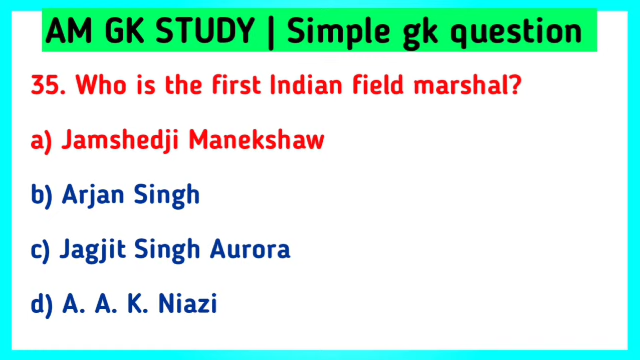 AM GK STUDY | Simple gk question
35. Who is the first Indian field marshal?
a) Jamshedji Manekshaw
b) Arjan Singh
c) Jagjit Singh Aurora
d) A. A. K. Niazi